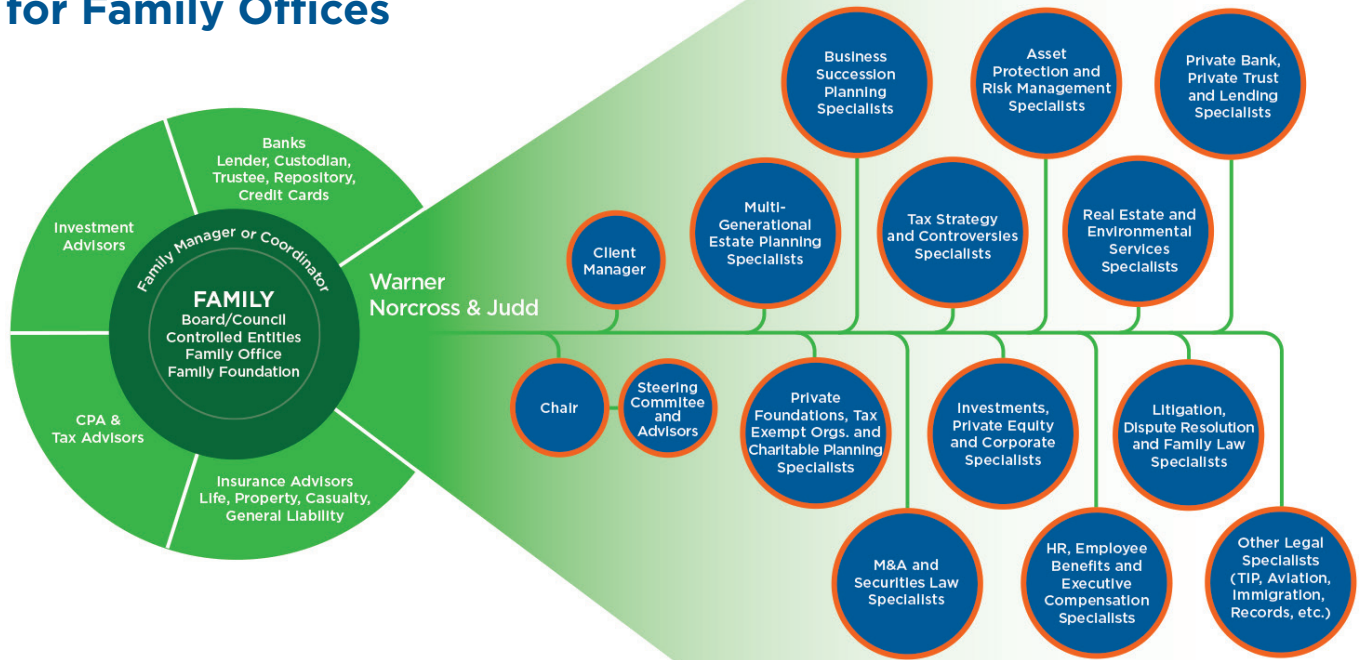 for Family Offices
Banks
Lender, Custodian,
Trustee, Repository,
Credit Cards
Investment
Advisors
Family Manager or Coordinator
FAMILY
Board/Council
Controlled Entities
Family Office
Family Foundation
CPA &
Tax Advisors
Insurance Advisors
Life, Property, Casualty,
General Liability
Warner
Norcross & Judd
Business
Succession
Planning
Specialists
Asset
Protection and
Risk Management
Specialists
Private Bank,
Private Trust
and Lending
Specialists
Client
Manager
Multi-
Generational
Estate Planning
Specialists
Tax Strategy
and Controversies
Specialists
Real Estate and
Environmental
Services
Specialists
Chair
Steering
Commitee
and
Advisors
Private
Foundations, Tax
Exempt Orgs. and
Charitable Planning
Specialists
Investments,
Private Equity
and Corporate
Specialists
Litigation,
Dispute Resolution
and Family Law
Specialists
M&A and
Securities Law
Specialists
HR, Employee
Benefits and
Executive
Compensation
Specialists
Other Legal
Specialists
(TIP, Aviation,
Immigration,
Records, etc.)